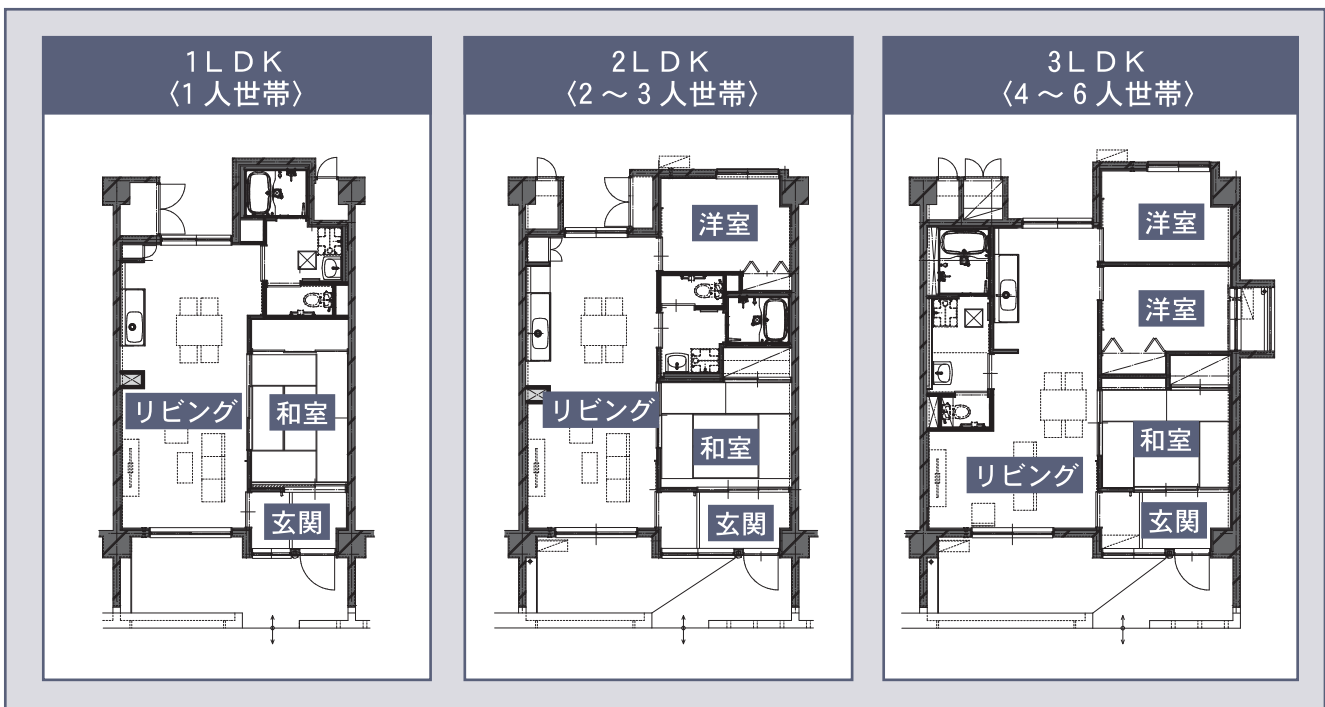 1LDK
〈1人世帯〉
リビング
和室
玄関
2LDK
〈2～3人世帯〉
洋室
リビング
和室
玄関
3LDK
〈4～6人世帯〉
洋室
洋室
和室
リビング
玄関